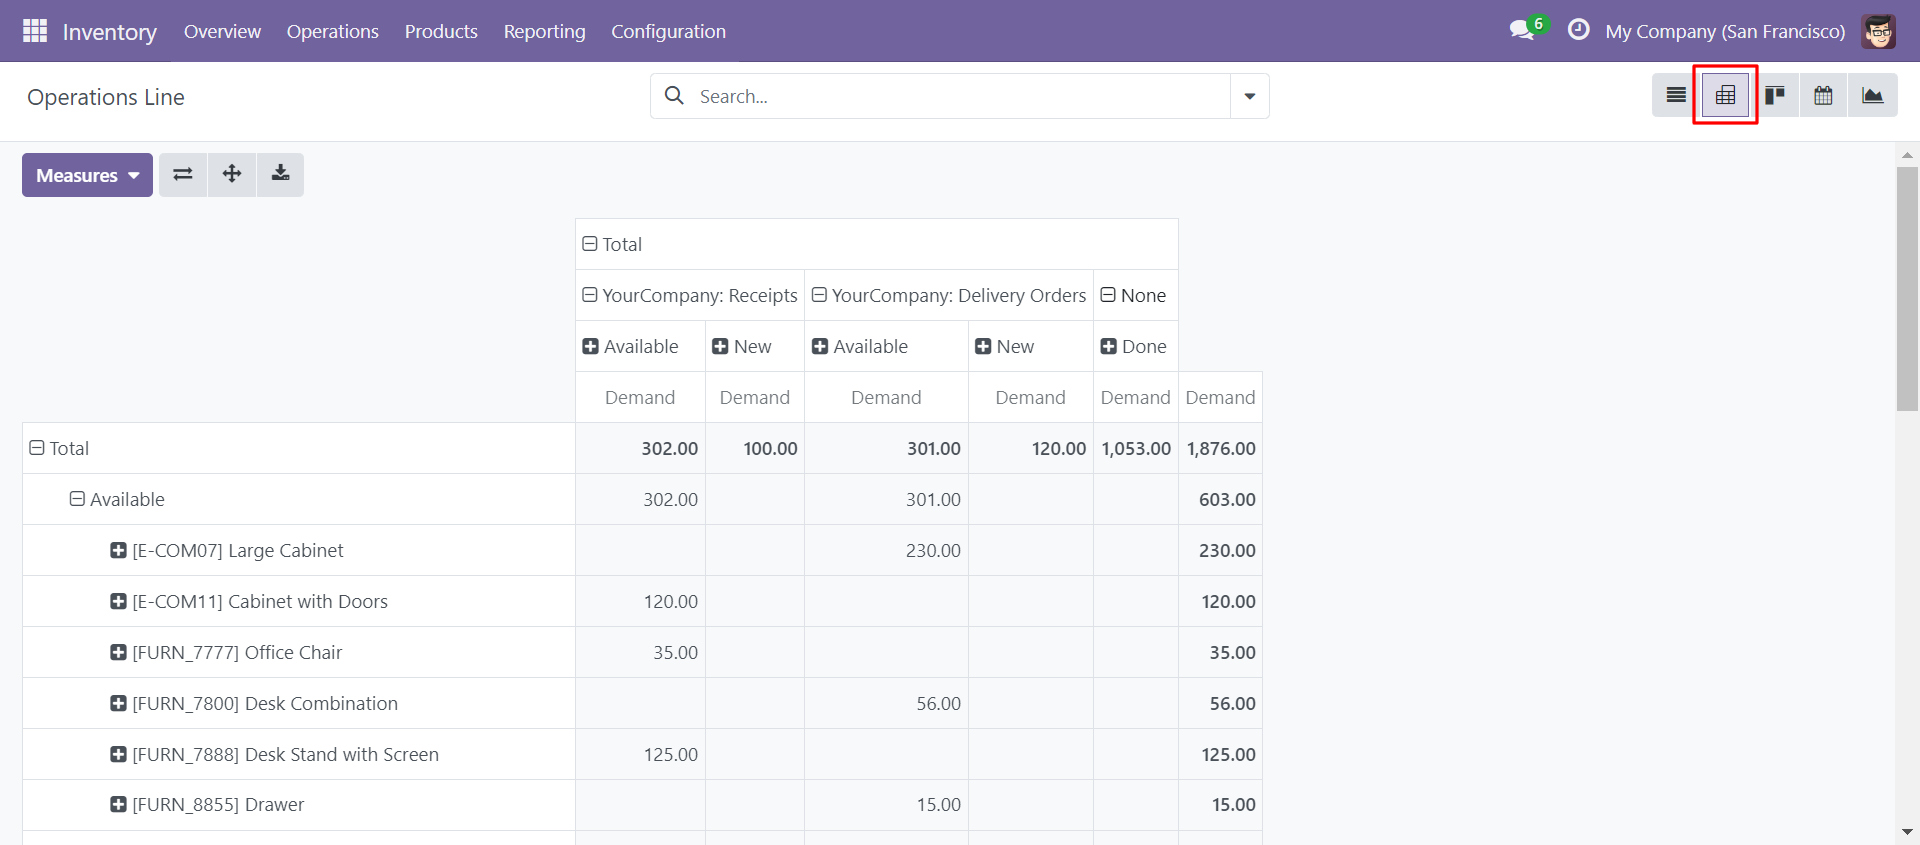 Inventory Overview Operations Products Reporting Configuration 6 My Company (San Francisco)
Operations Line Search...
Measures
Total
YourCompany: Receipts YourCompany: Delivery Orders None
Available New Available New Done
Demand Demand Demand Demand Demand Demand
Total 302.00 100.00 301.00 120.00 1,053.00 1,876.00
Available 302.00 301.00 603.00
[E-COM07] Large Cabinet 230.00 230.00
[E-COM11] Cabinet with Doors 120.00 120.00
[FURN_7777] Office Chair 35.00 35.00
[FURN_7800] Desk Combination 56.00 56.00
[FURN_7888] Desk Stand with Screen 125.00 125.00
[FURN_8855] Drawer 15.00 15.00